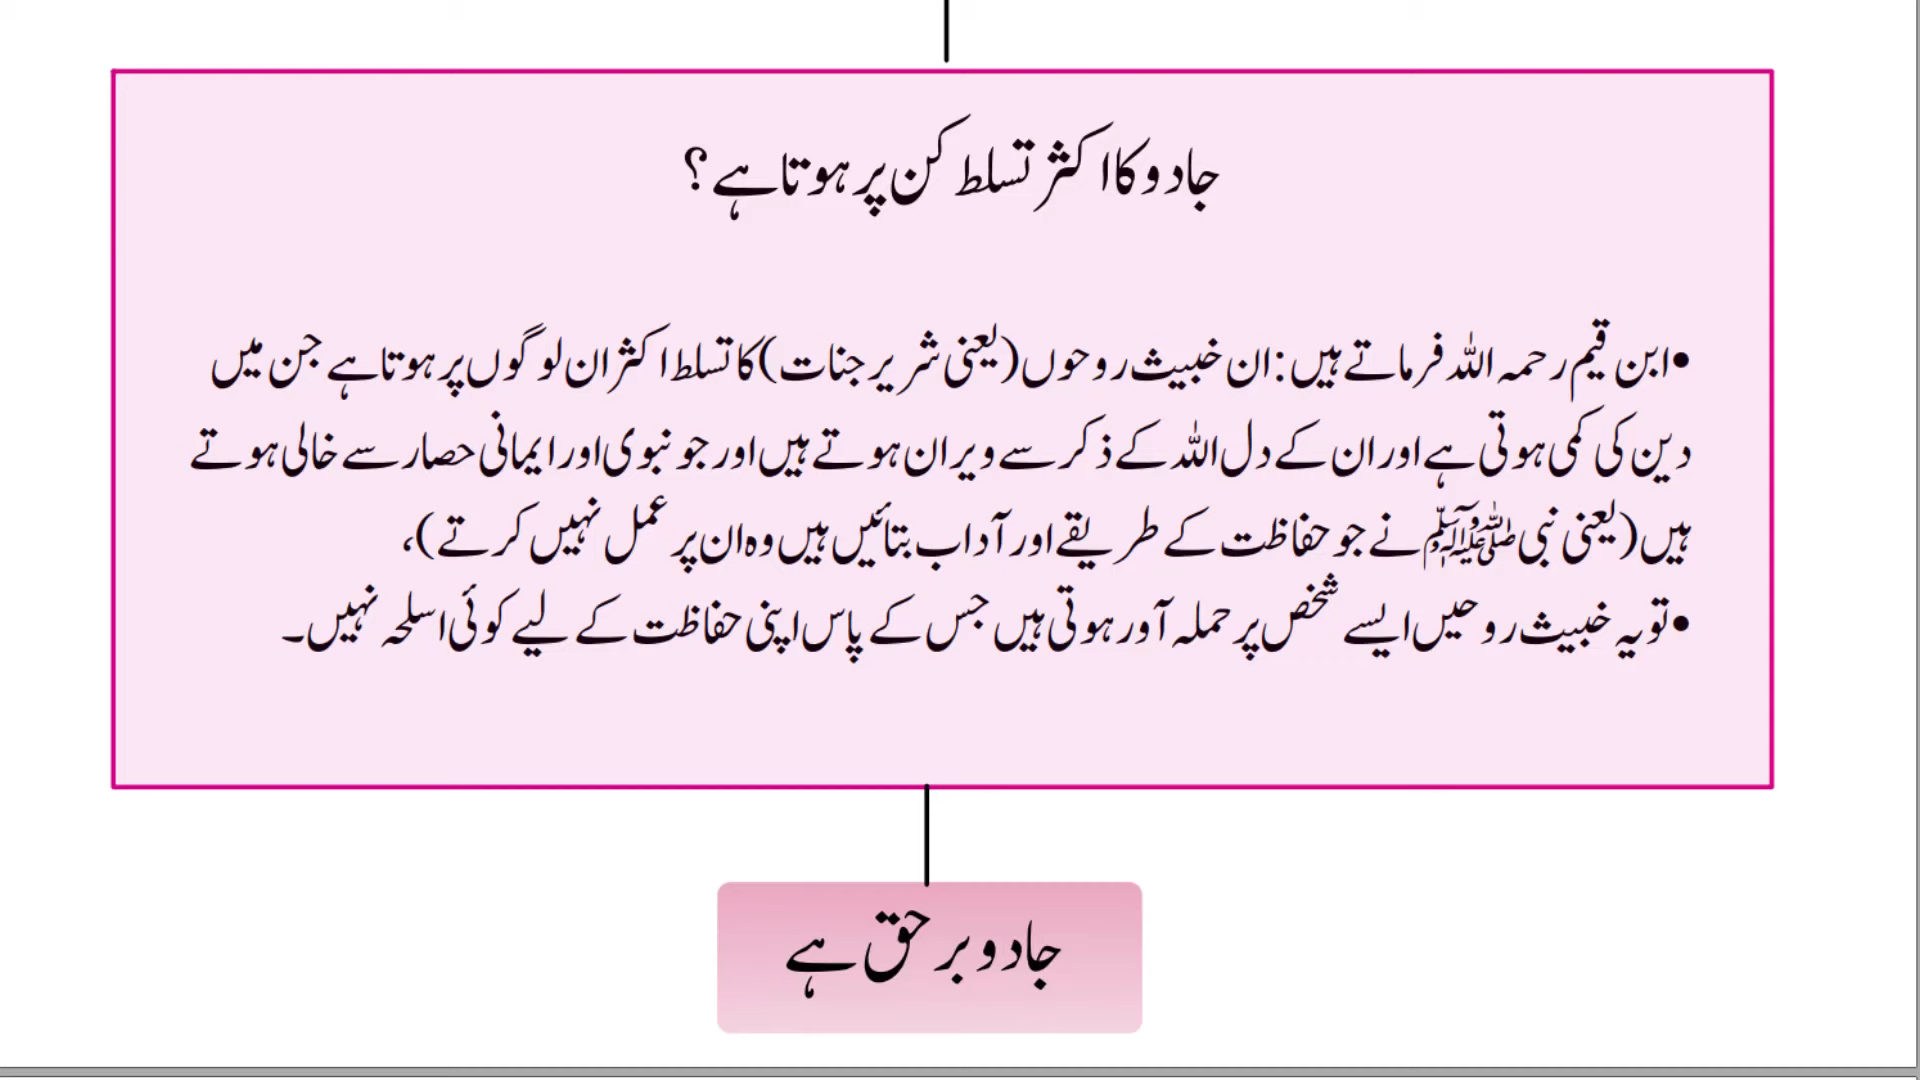 جادو کا اکثر تسلط کن پر ہوتا ہے؟
•ابن قیم رحمہ اللہ فرماتے ہیں: ان خبیث روحوں (یعنی شریر جنات) کا تسلط اکثر ان لوگوں پر ہوتا ہے جن میں
دین کی کمی ہوتی ہے اور ان کے دل اللہ کے ذکر سے ویران ہوتے ہیں اور جو نبوی اور ایمانی حصار سے خالی ہوتے
ہیں (یعنی نبی ﷺ نے جو حفاظت کے طریقے اور آداب بتائیں ہیں وہ ان پر عمل نہیں کرتے)،
•تو یہ خبیث روحیں ایسے شخص پر حملہ آور ہوتی ہیں جس کے پاس اپنی حفاظت کے لیے کوئی اسلحہ نہیں۔
جادو برحق ہے